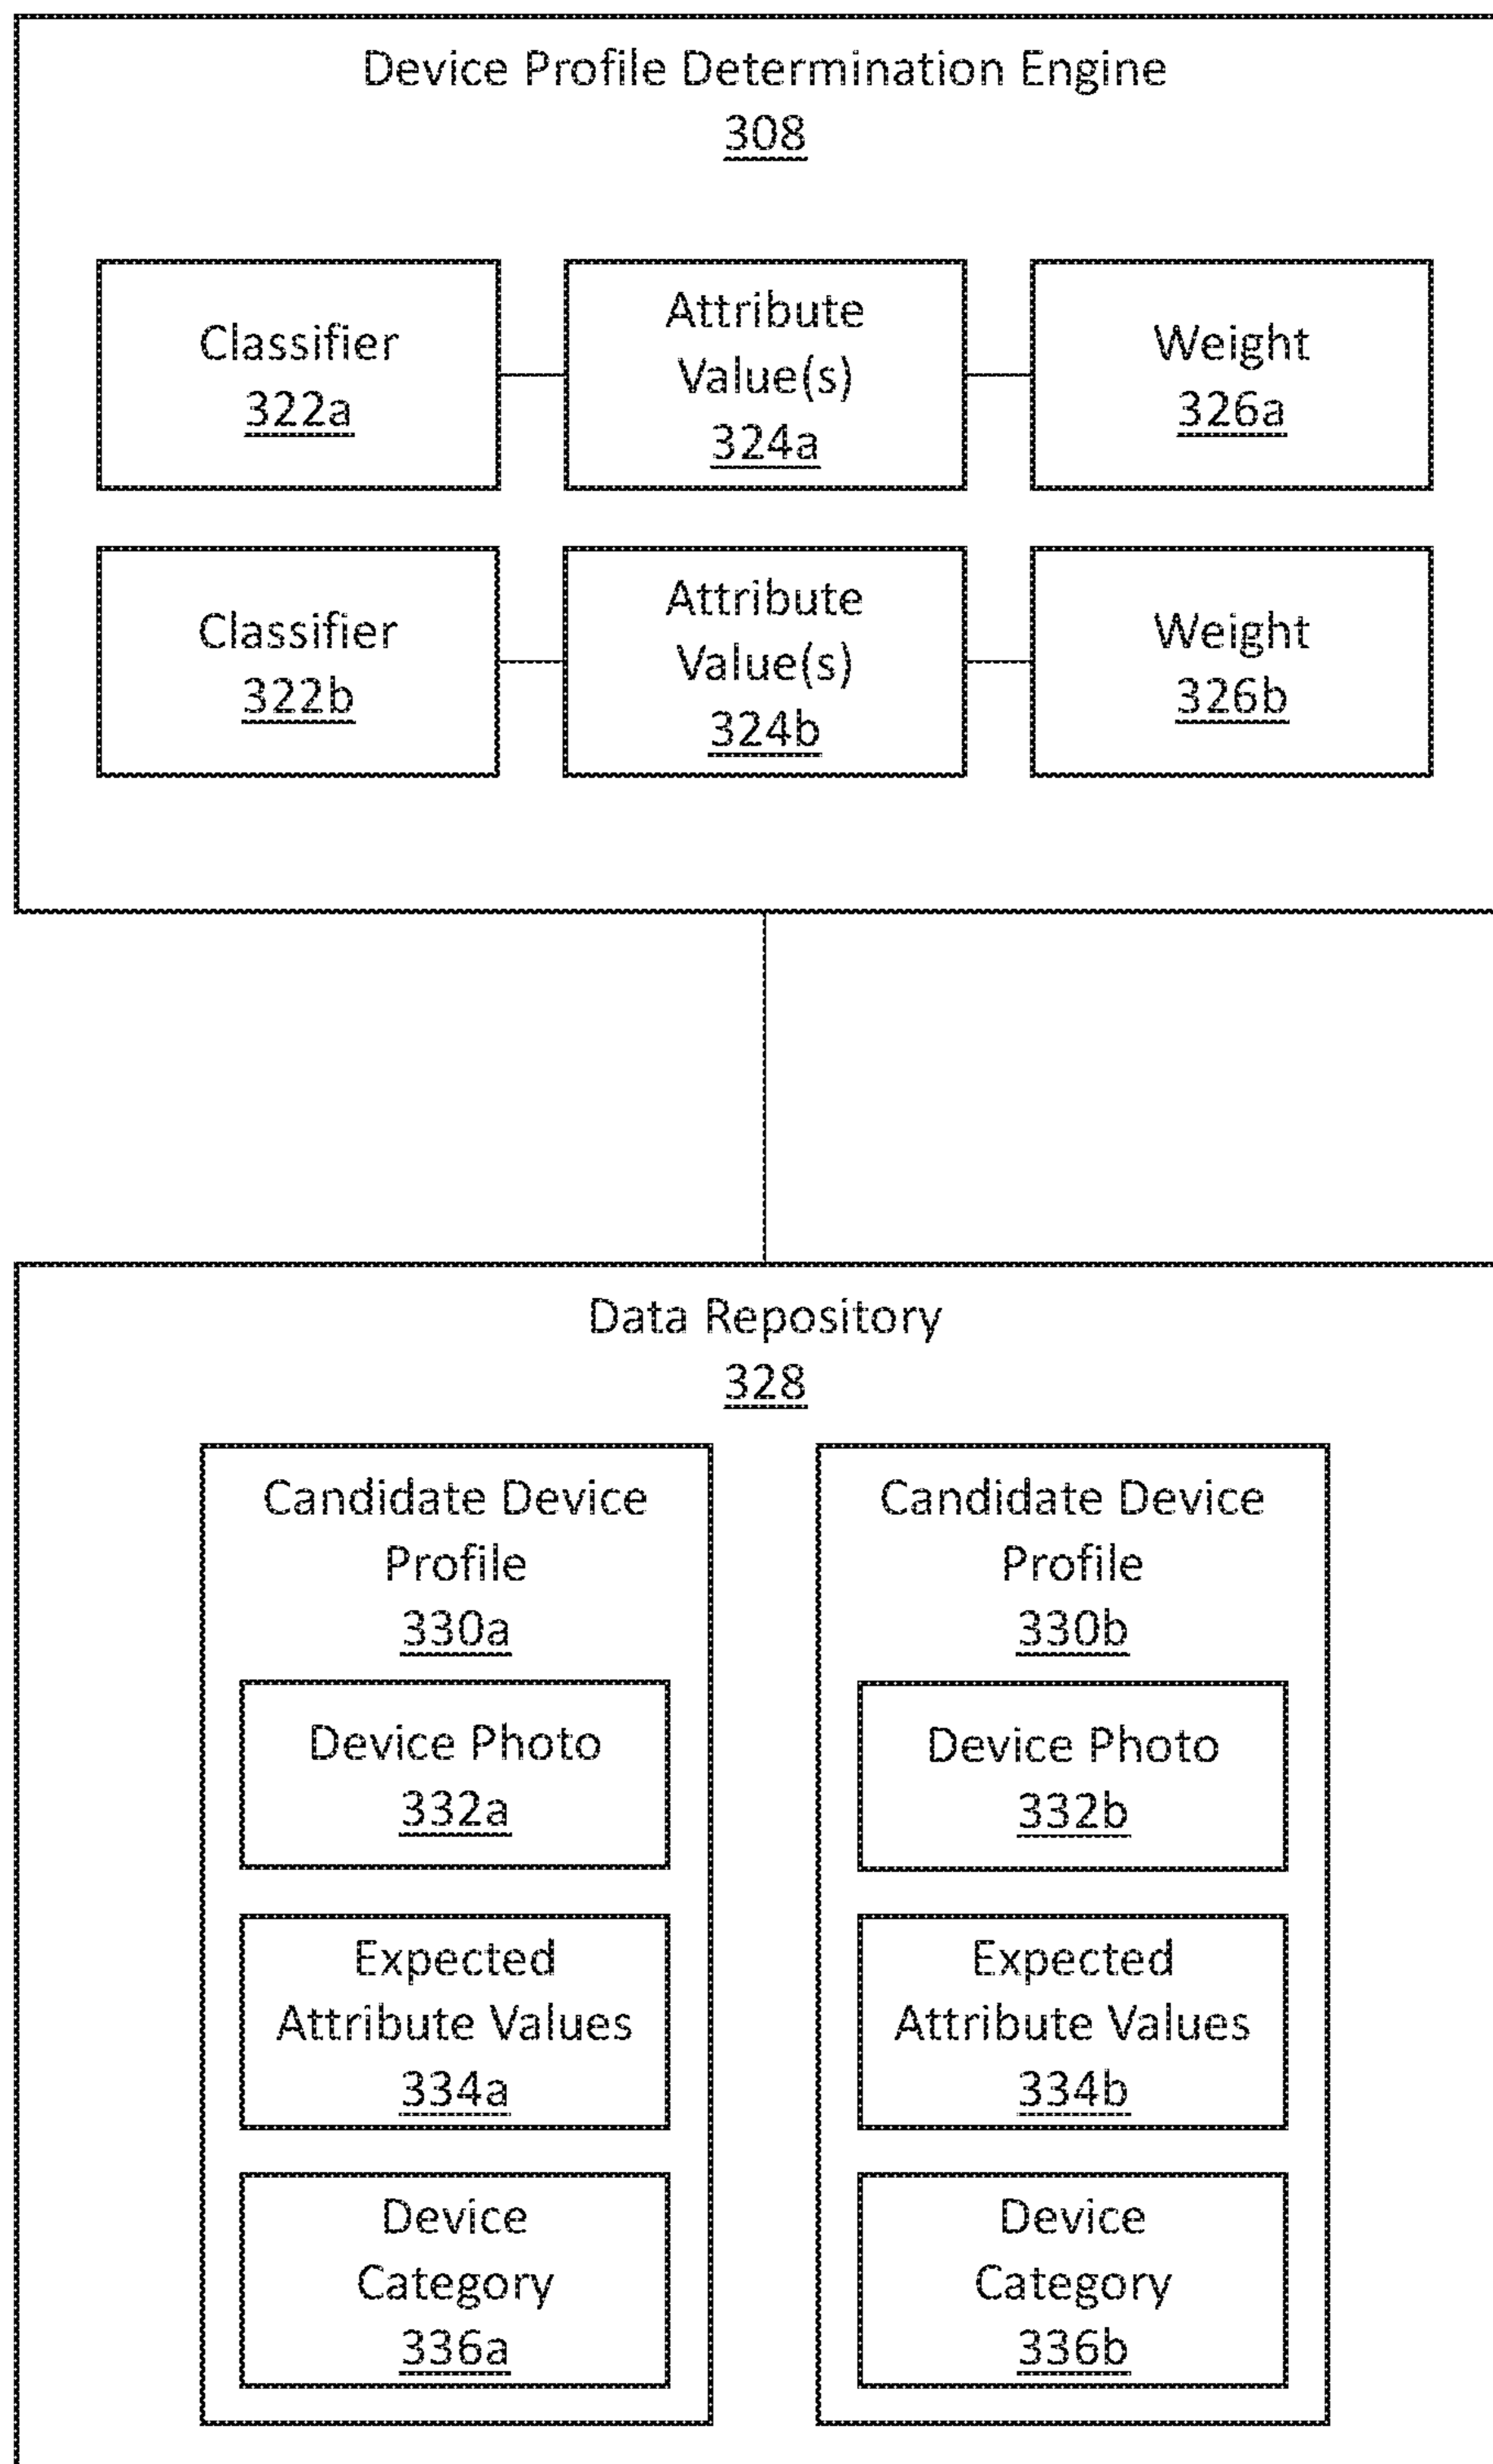 Device Profile Determination Engine
308
Classifier
322a
Attribute
Value(s)
324a
Weight
326a
Classifier
322b
Attribute
Value(s)
324b
Weight
326b
Data Repository
328
Candidate Device
Profile
330a
Device Photo
332a
Expected
Attribute Values
334a
Device
Category
336a
Candidate Device
Profile
330b
Device Photo
332b
Expected
Attribute Values
334b
Device
Category
336b